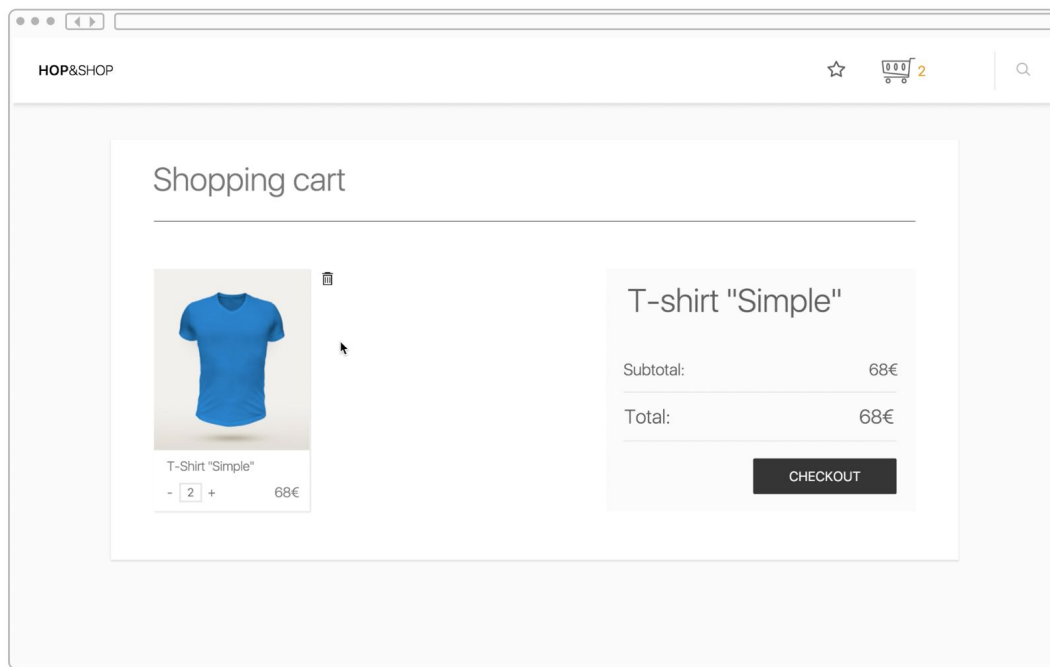 HOP&SHOP
2
Shopping cart
T-Shirt "Simple"
- 2 + 68€
T-shirt "Simple"
Subtotal: 68€
Total: 68€
CHECKOUT